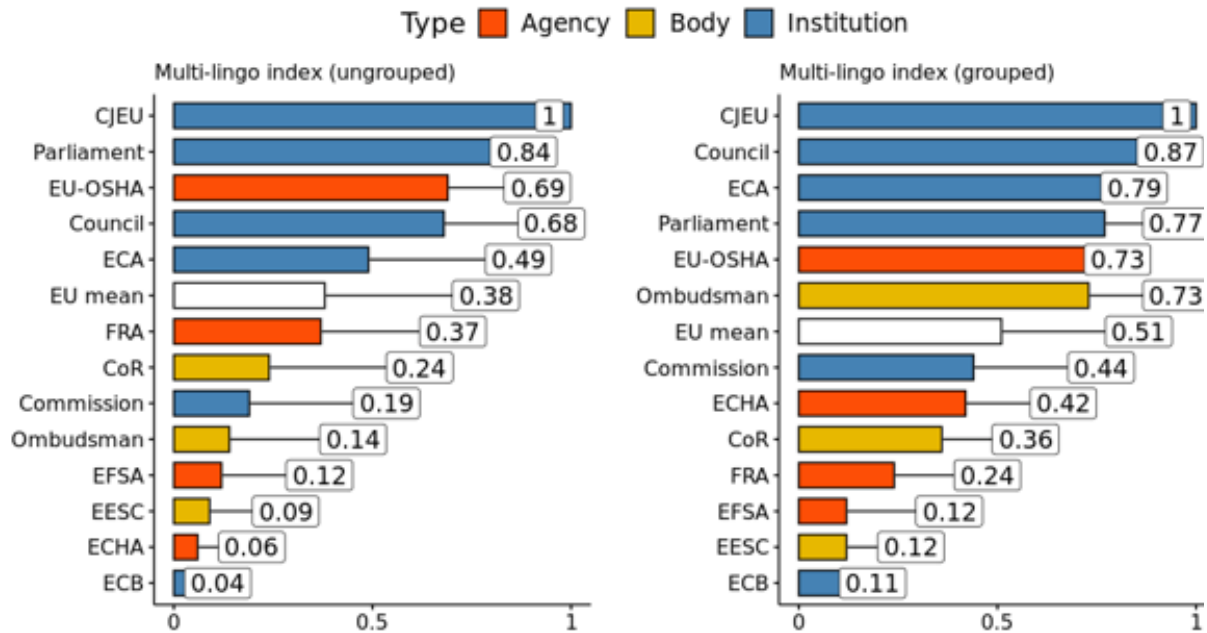 Type Agency Body Institution
Multi-lingo index (ungrouped)
CJEU 1
Parliament 0.84
EU-OSHA 0.69
Council 0.68
ECA 0.49
EU mean 0.38
FRA 0.37
CoR 0.24
Commission 0.19
Ombudsman 0.14
EFSA 0.12
EESC 0.09
ECHA 0.06
ECB 0.04
0 0.5 1
Multi-lingo index (grouped)
CJEU 1
Council 0.87
ECA 0.79
Parliament 0.77
EU-OSHA 0.73
Ombudsman 0.73
EU mean 0.51
Commission 0.44
ECHA 0.42
CoR 0.36
FRA 0.24
EFSA 0.12
EESC 0.12
ECB 0.11
0 0.5 1